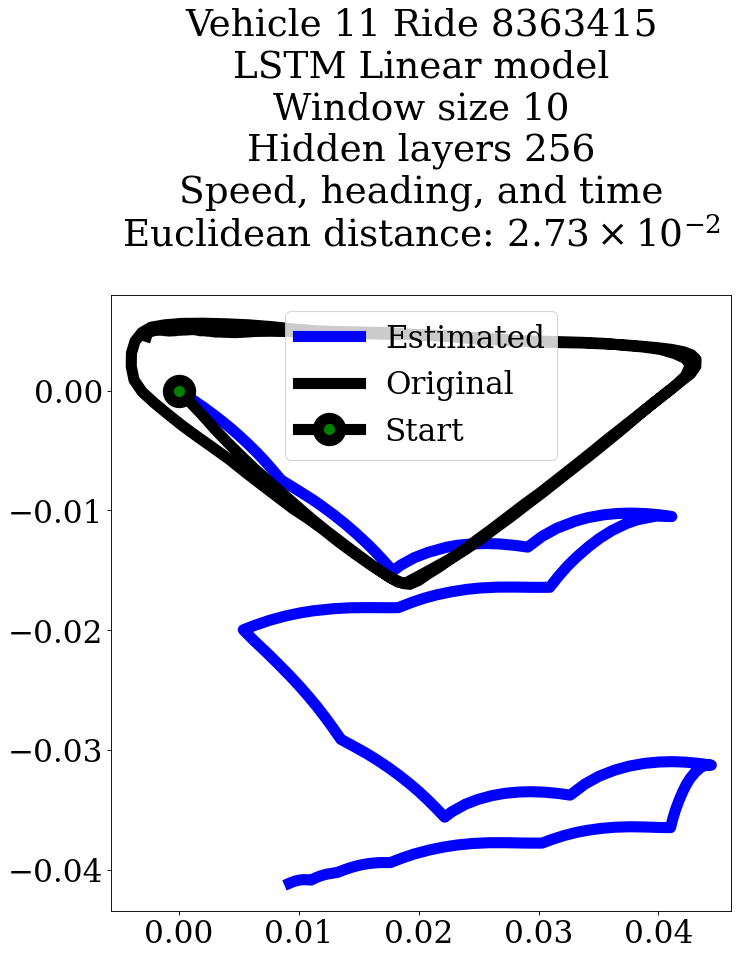 Vehicle 11 Ride 8363415
LSTM Linear model
Window size 10
Hidden layers 256
Speed, heading, and time
Euclidean distance: 2.73 × 10⁻²
Estimated
Original
Start
0.00
−0.01
−0.02
−0.03
−0.04
0.00 0.01 0.02 0.03 0.04